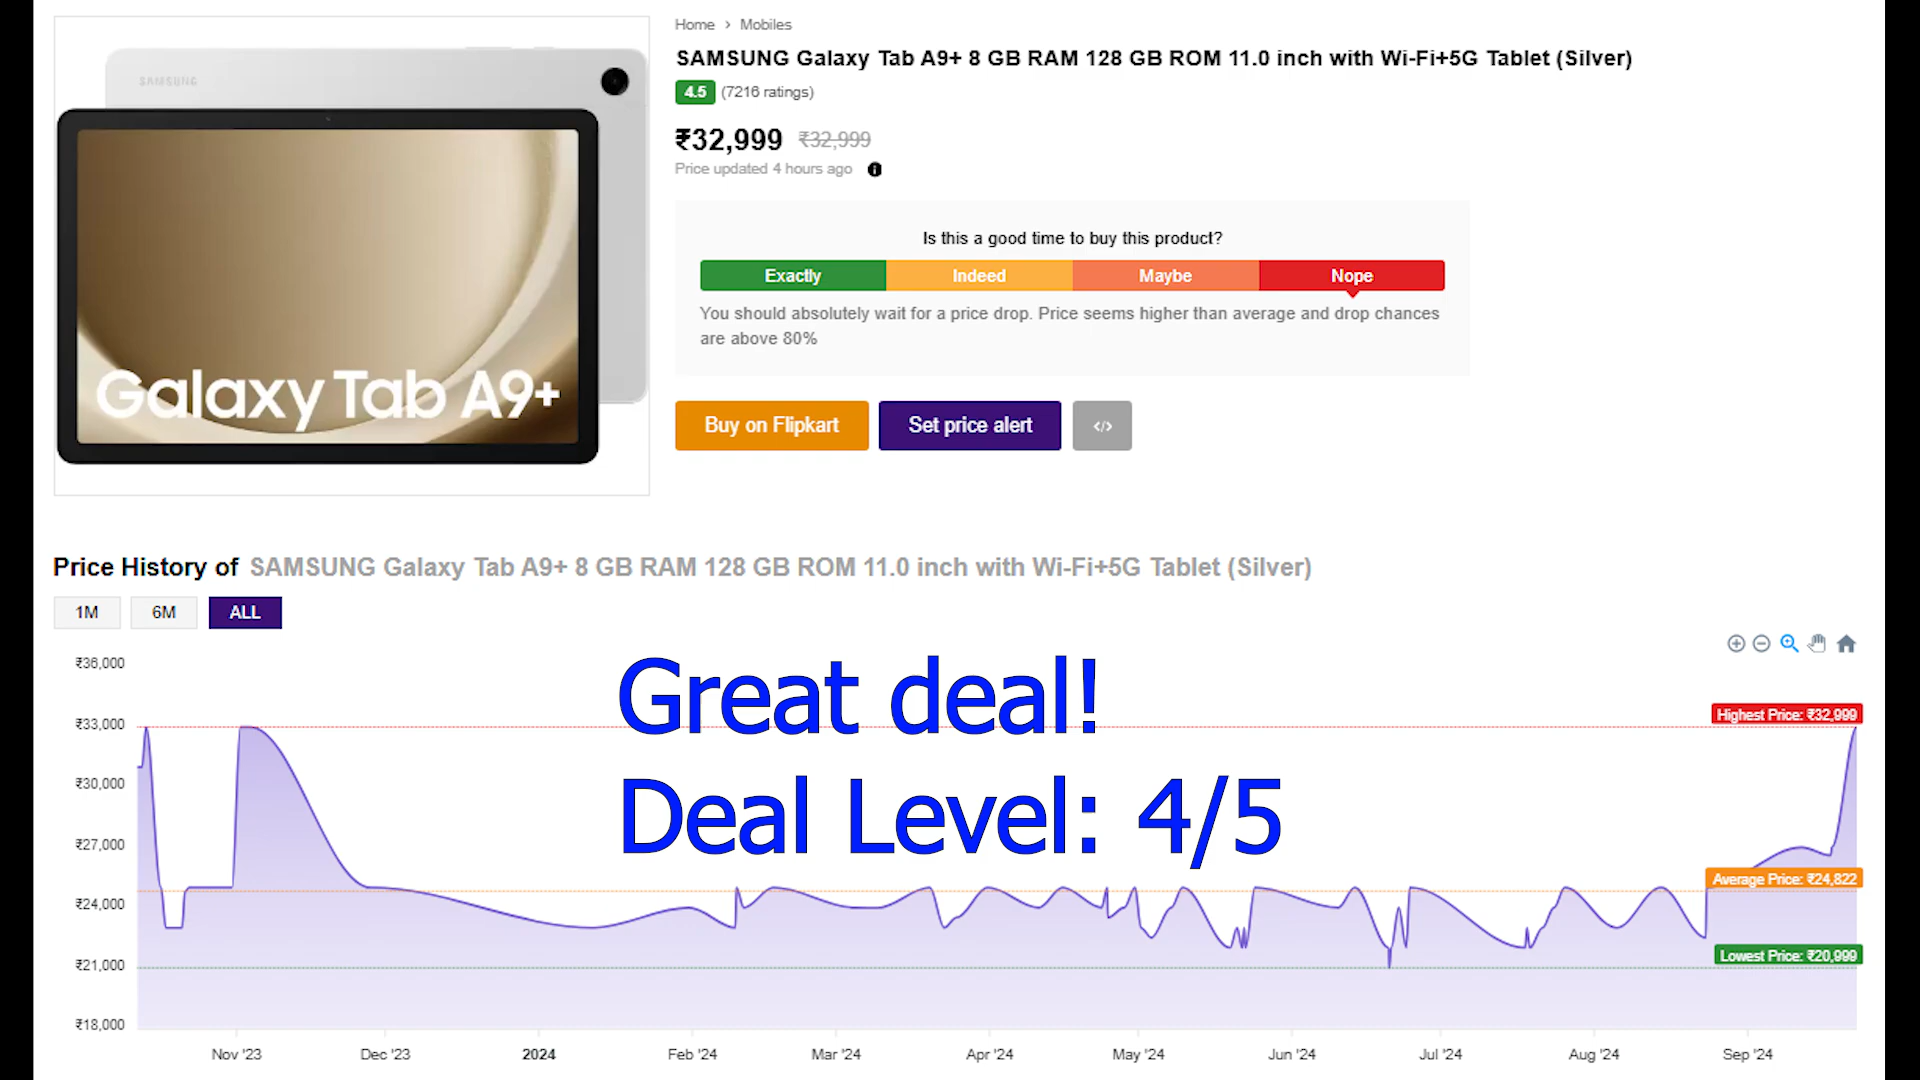 SAMSUNG
Galaxy Tab A9+
Home › Mobiles
SAMSUNG Galaxy Tab A9+ 8 GB RAM 128 GB ROM 11.0 inch with Wi-Fi+5G Tablet (Silver)
4.5 (7216 ratings)
₹32,999 ₹32,999
Price updated 4 hours ago
Is this a good time to buy this product?
Exactly Indeed Maybe Nope
You should absolutely wait for a price drop. Price seems higher than average and drop chances
are above 80%
Buy on Flipkart Set price alert </>
Price History of SAMSUNG Galaxy Tab A9+ 8 GB RAM 128 GB ROM 11.0 inch with Wi-Fi+5G Tablet (Silver)
1M 6M ALL
Great deal!
Deal Level: 4/5
₹36,000
₹33,000
₹30,000
₹27,000
₹24,000
₹21,000
₹18,000
Highest Price: ₹32,999
Average Price: ₹24,822
Lowest Price: ₹20,999
Nov '23 Dec '23 2024 Feb '24 Mar '24 Apr '24 May '24 Jun '24 Jul '24 Aug '24 Sep '24